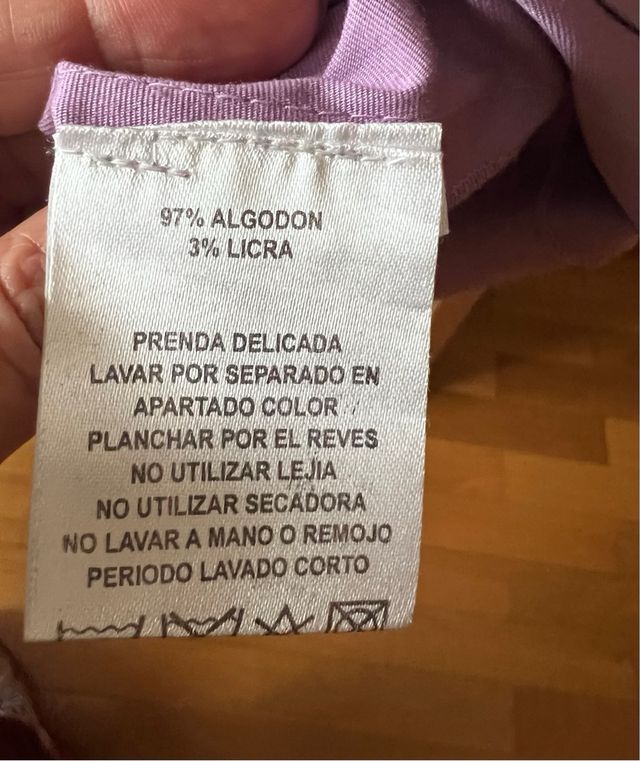 97% ALGODON
3% LICRA
PRENDA DELICADA
LAVAR POR SEPARADO EN
APARTADO COLOR
PLANCHAR POR EL REVES
NO UTILIZAR LEJIA
NO UTILIZAR SECADORA
NO LAVAR A MANO O REMOJO
PERIODO LAVADO CORTO